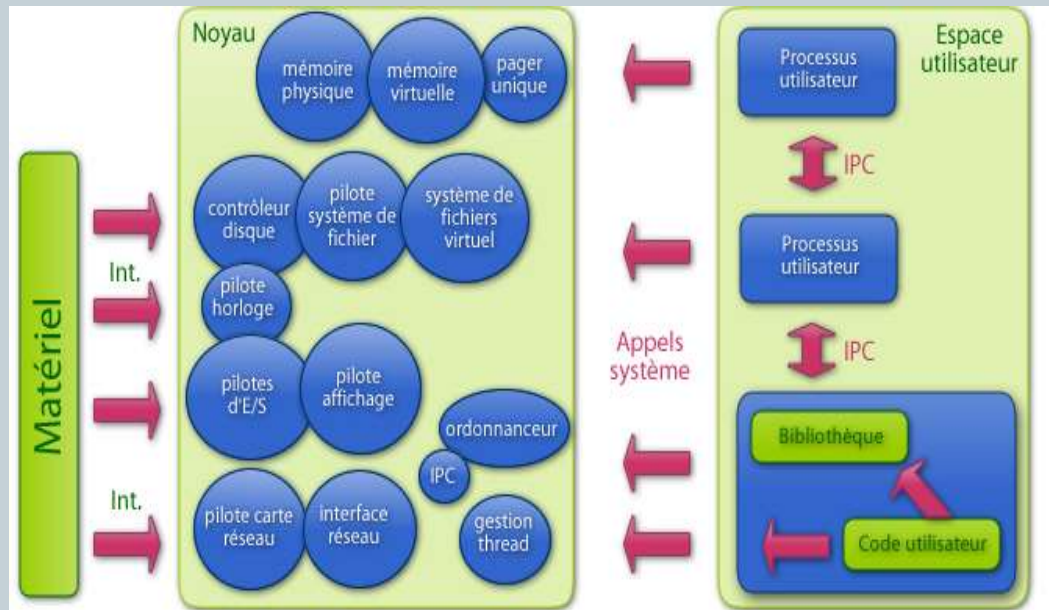 Noyau
mémoire
physique
mémoire
virtuelle
pager
unique
contrôleur
disque
pilote
système de
fichier
système de
fichiers
virtuel
pilote
horloge
pilotes
d'E/S
pilote
affichage
ordonnanceur
IPC
pilote carte
réseau
interface
réseau
gestion
thread
Matériel
Int.
Int.
Appels
système
Espace
utilisateur
Processus
utilisateur
IPC
Processus
utilisateur
IPC
Bibliothèque
Code utilisateur